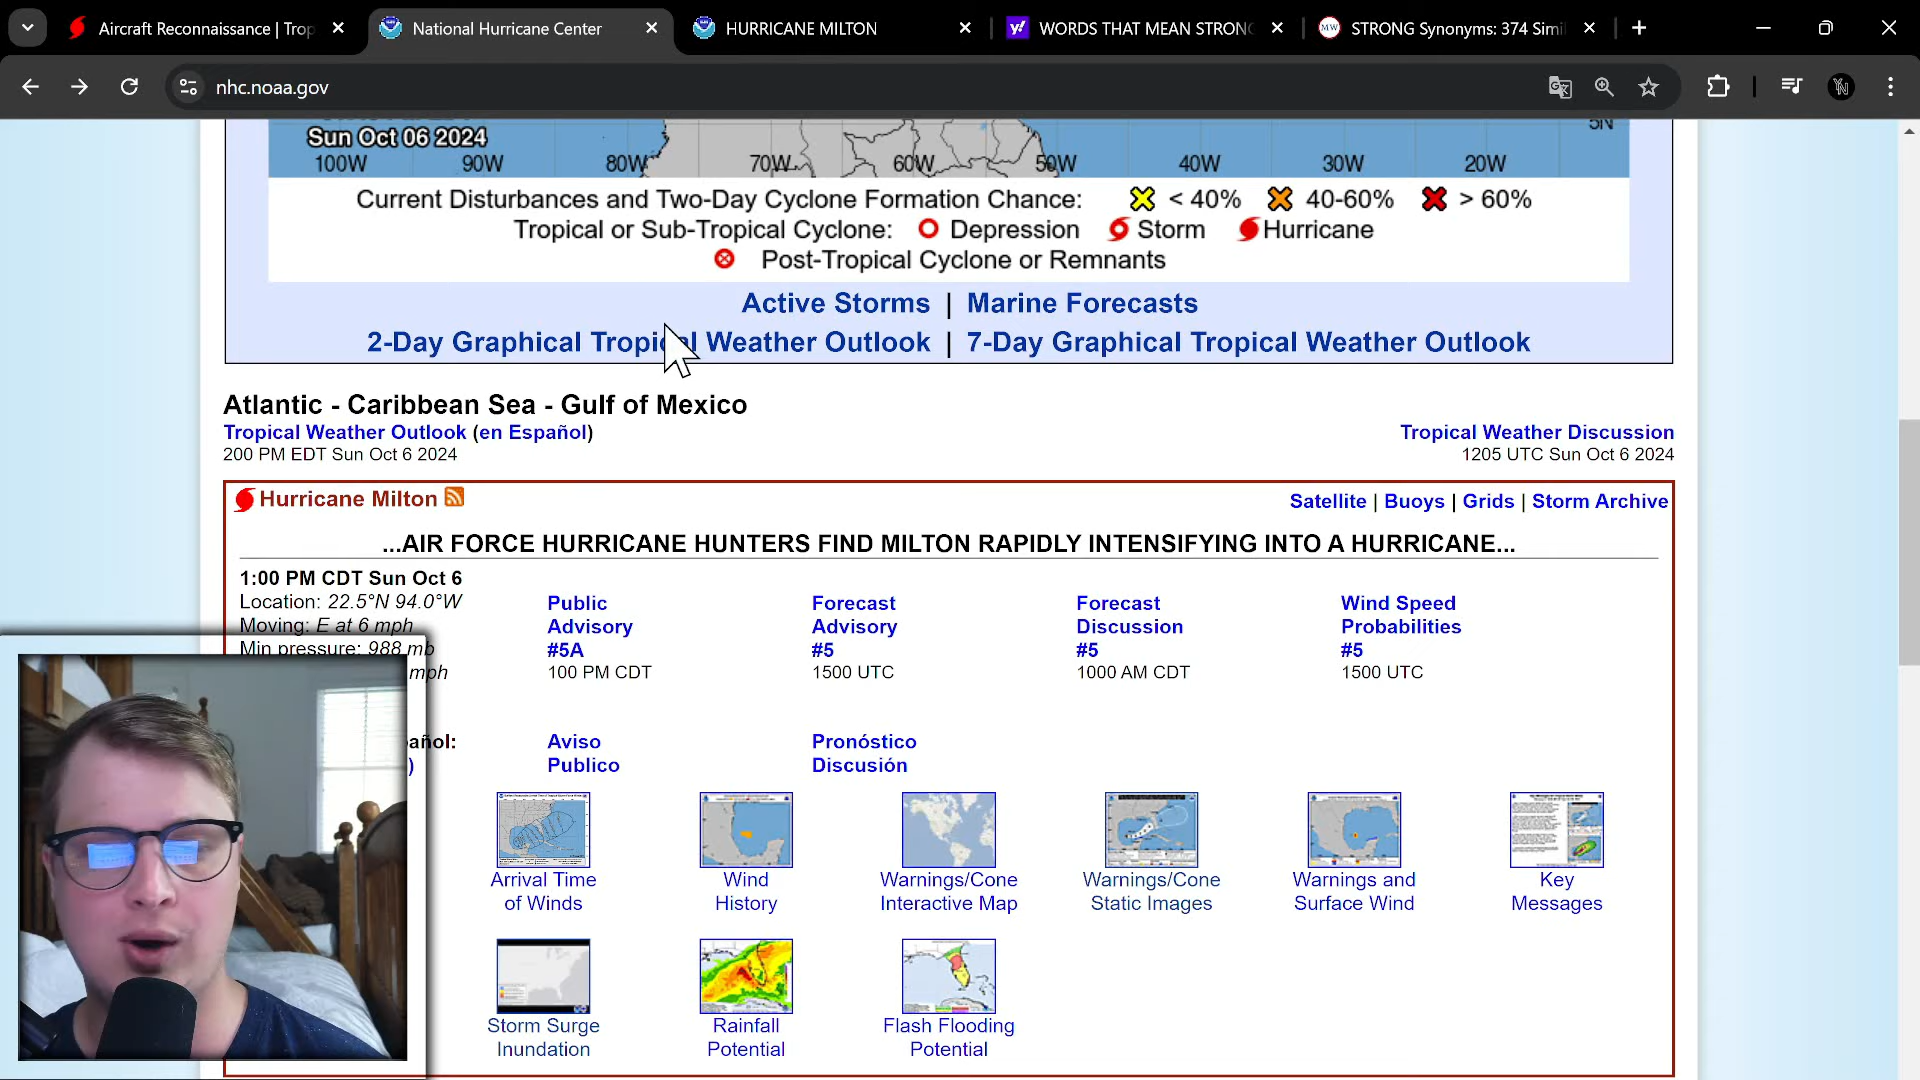 Aircraft Reconnaissance | Trop
National Hurricane Center
HURRICANE MILTON
WORDS THAT MEAN STRONG
STRONG Synonyms: 374 Simil
nhc.noaa.gov
5N
Sun Oct 06 2024
100W 90W 80W 70W 60W 50W 40W 30W 20W
Current Disturbances and Two-Day Cyclone Formation Chance: < 40% 40-60% > 60%
Tropical or Sub-Tropical Cyclone: Depression Storm Hurricane
Post-Tropical Cyclone or Remnants
Active Storms | Marine Forecasts
2-Day Graphical Tropical Weather Outlook | 7-Day Graphical Tropical Weather Outlook
Atlantic - Caribbean Sea - Gulf of Mexico
Tropical Weather Outlook (en Español)
Tropical Weather Discussion
200 PM EDT Sun Oct 6 2024
1205 UTC Sun Oct 6 2024
Hurricane Milton
Satellite | Buoys | Grids | Storm Archive
...AIR FORCE HURRICANE HUNTERS FIND MILTON RAPIDLY INTENSIFYING INTO A HURRICANE...
1:00 PM CDT Sun Oct 6
Location: 22.5°N 94.0°W
Moving: E at 6 mph
Min pressure: 988 mb
mph
Public
Advisory
#5A
100 PM CDT
Forecast
Advisory
#5
1500 UTC
Forecast
Discussion
#5
1000 AM CDT
Wind Speed
Probabilities
#5
1500 UTC
añol:
)
Aviso
Publico
Pronóstico
Discusión
Arrival Time
of Winds
Wind
History
Warnings/Cone
Interactive Map
Warnings/Cone
Static Images
Warnings and
Surface Wind
Key
Messages
Storm Surge
Inundation
Rainfall
Potential
Flash Flooding
Potential